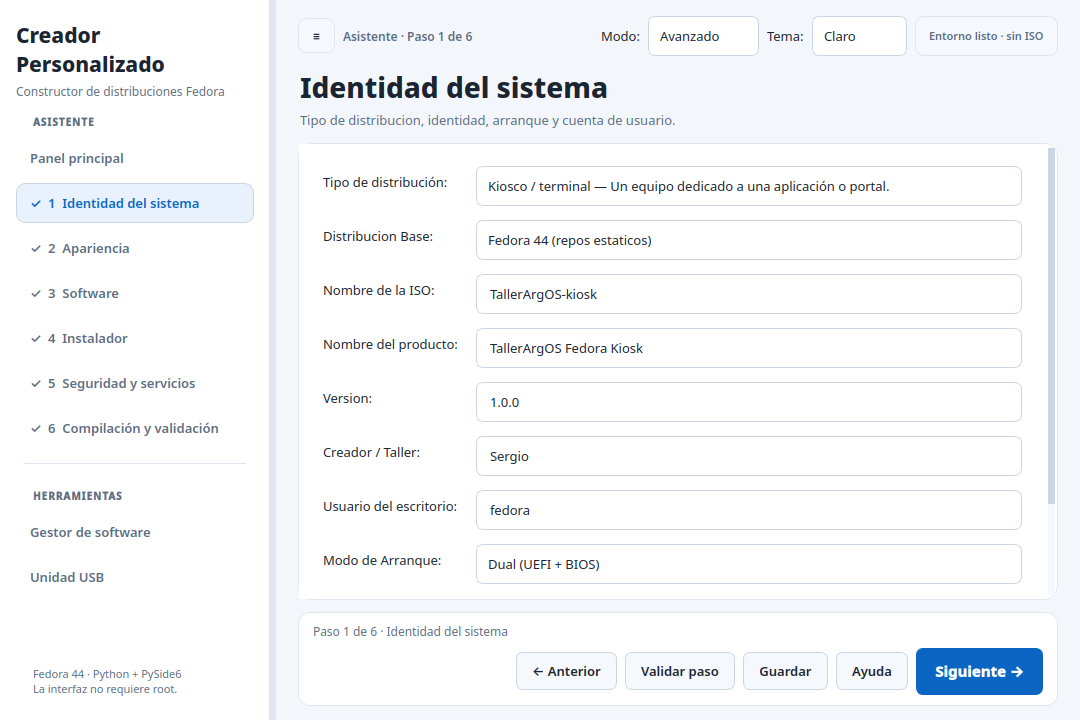 Creador
Personalizado
Constructor de distribuciones Fedora
ASISTENTE
Panel principal
✓ 1 Identidad del sistema
✓ 2 Apariencia
✓ 3 Software
✓ 4 Instalador
✓ 5 Seguridad y servicios
✓ 6 Compilación y validación
HERRAMIENTAS
Gestor de software
Unidad USB
Fedora 44 · Python + PySide6
La interfaz no requiere root.
≡ Asistente · Paso 1 de 6 Modo: Avanzado Tema: Claro Entorno listo · sin ISO
Identidad del sistema
Tipo de distribucion, identidad, arranque y cuenta de usuario.
Tipo de distribución: Kiosco / terminal — Un equipo dedicado a una aplicación o portal.
Distribucion Base: Fedora 44 (repos estaticos)
Nombre de la ISO: TallerArgOS-kiosk
Nombre del producto: TallerArgOS Fedora Kiosk
Version: 1.0.0
Creador / Taller: Sergio
Usuario del escritorio: fedora
Modo de Arranque: Dual (UEFI + BIOS)
Paso 1 de 6 · Identidad del sistema
← Anterior Validar paso Guardar Ayuda Siguiente →